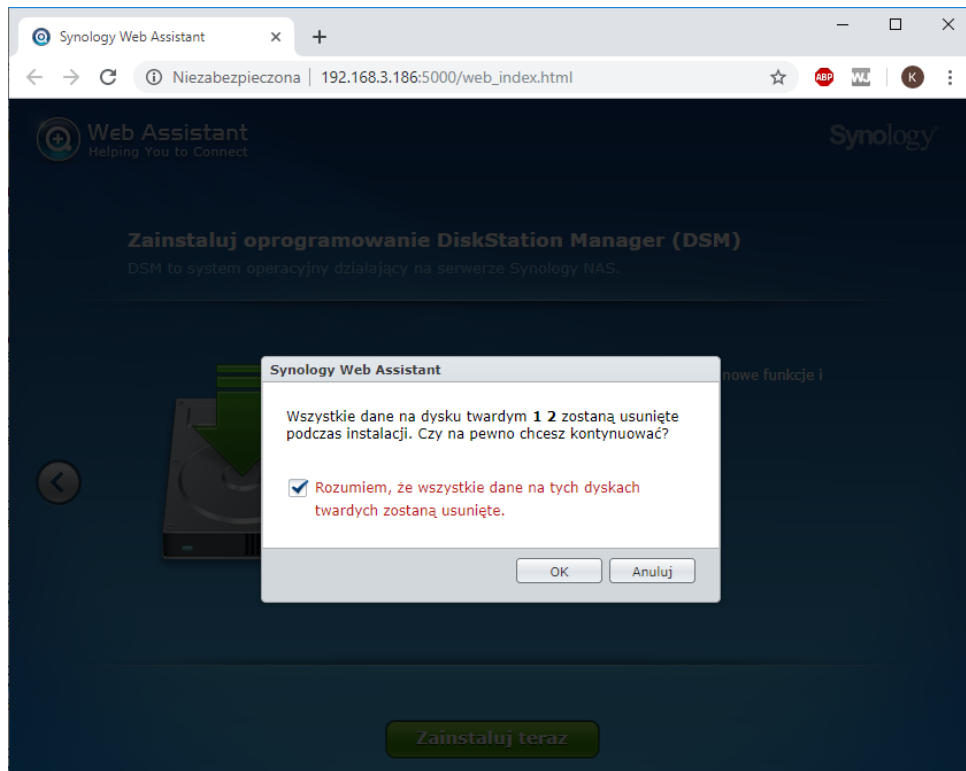 Synology Web Assistant
Niezabezpieczona 192.168.3.186:5000/web_index.html
ABP
WJ
K
Web Assistant
Helping You to Connect
Synology
Zainstaluj oprogramowanie DiskStation Manager (DSM)
DSM to system operacyjny działający na serwerze Synology NAS.
nowe funkcje i
Synology Web Assistant
Wszystkie dane na dysku twardym 1 2 zostaną usunięte
podczas instalacji. Czy na pewno chcesz kontynuować?
Rozumiem, że wszystkie dane na tych dyskach
twardych zostaną usunięte.
OK
Anuluj
Zainstaluj teraz